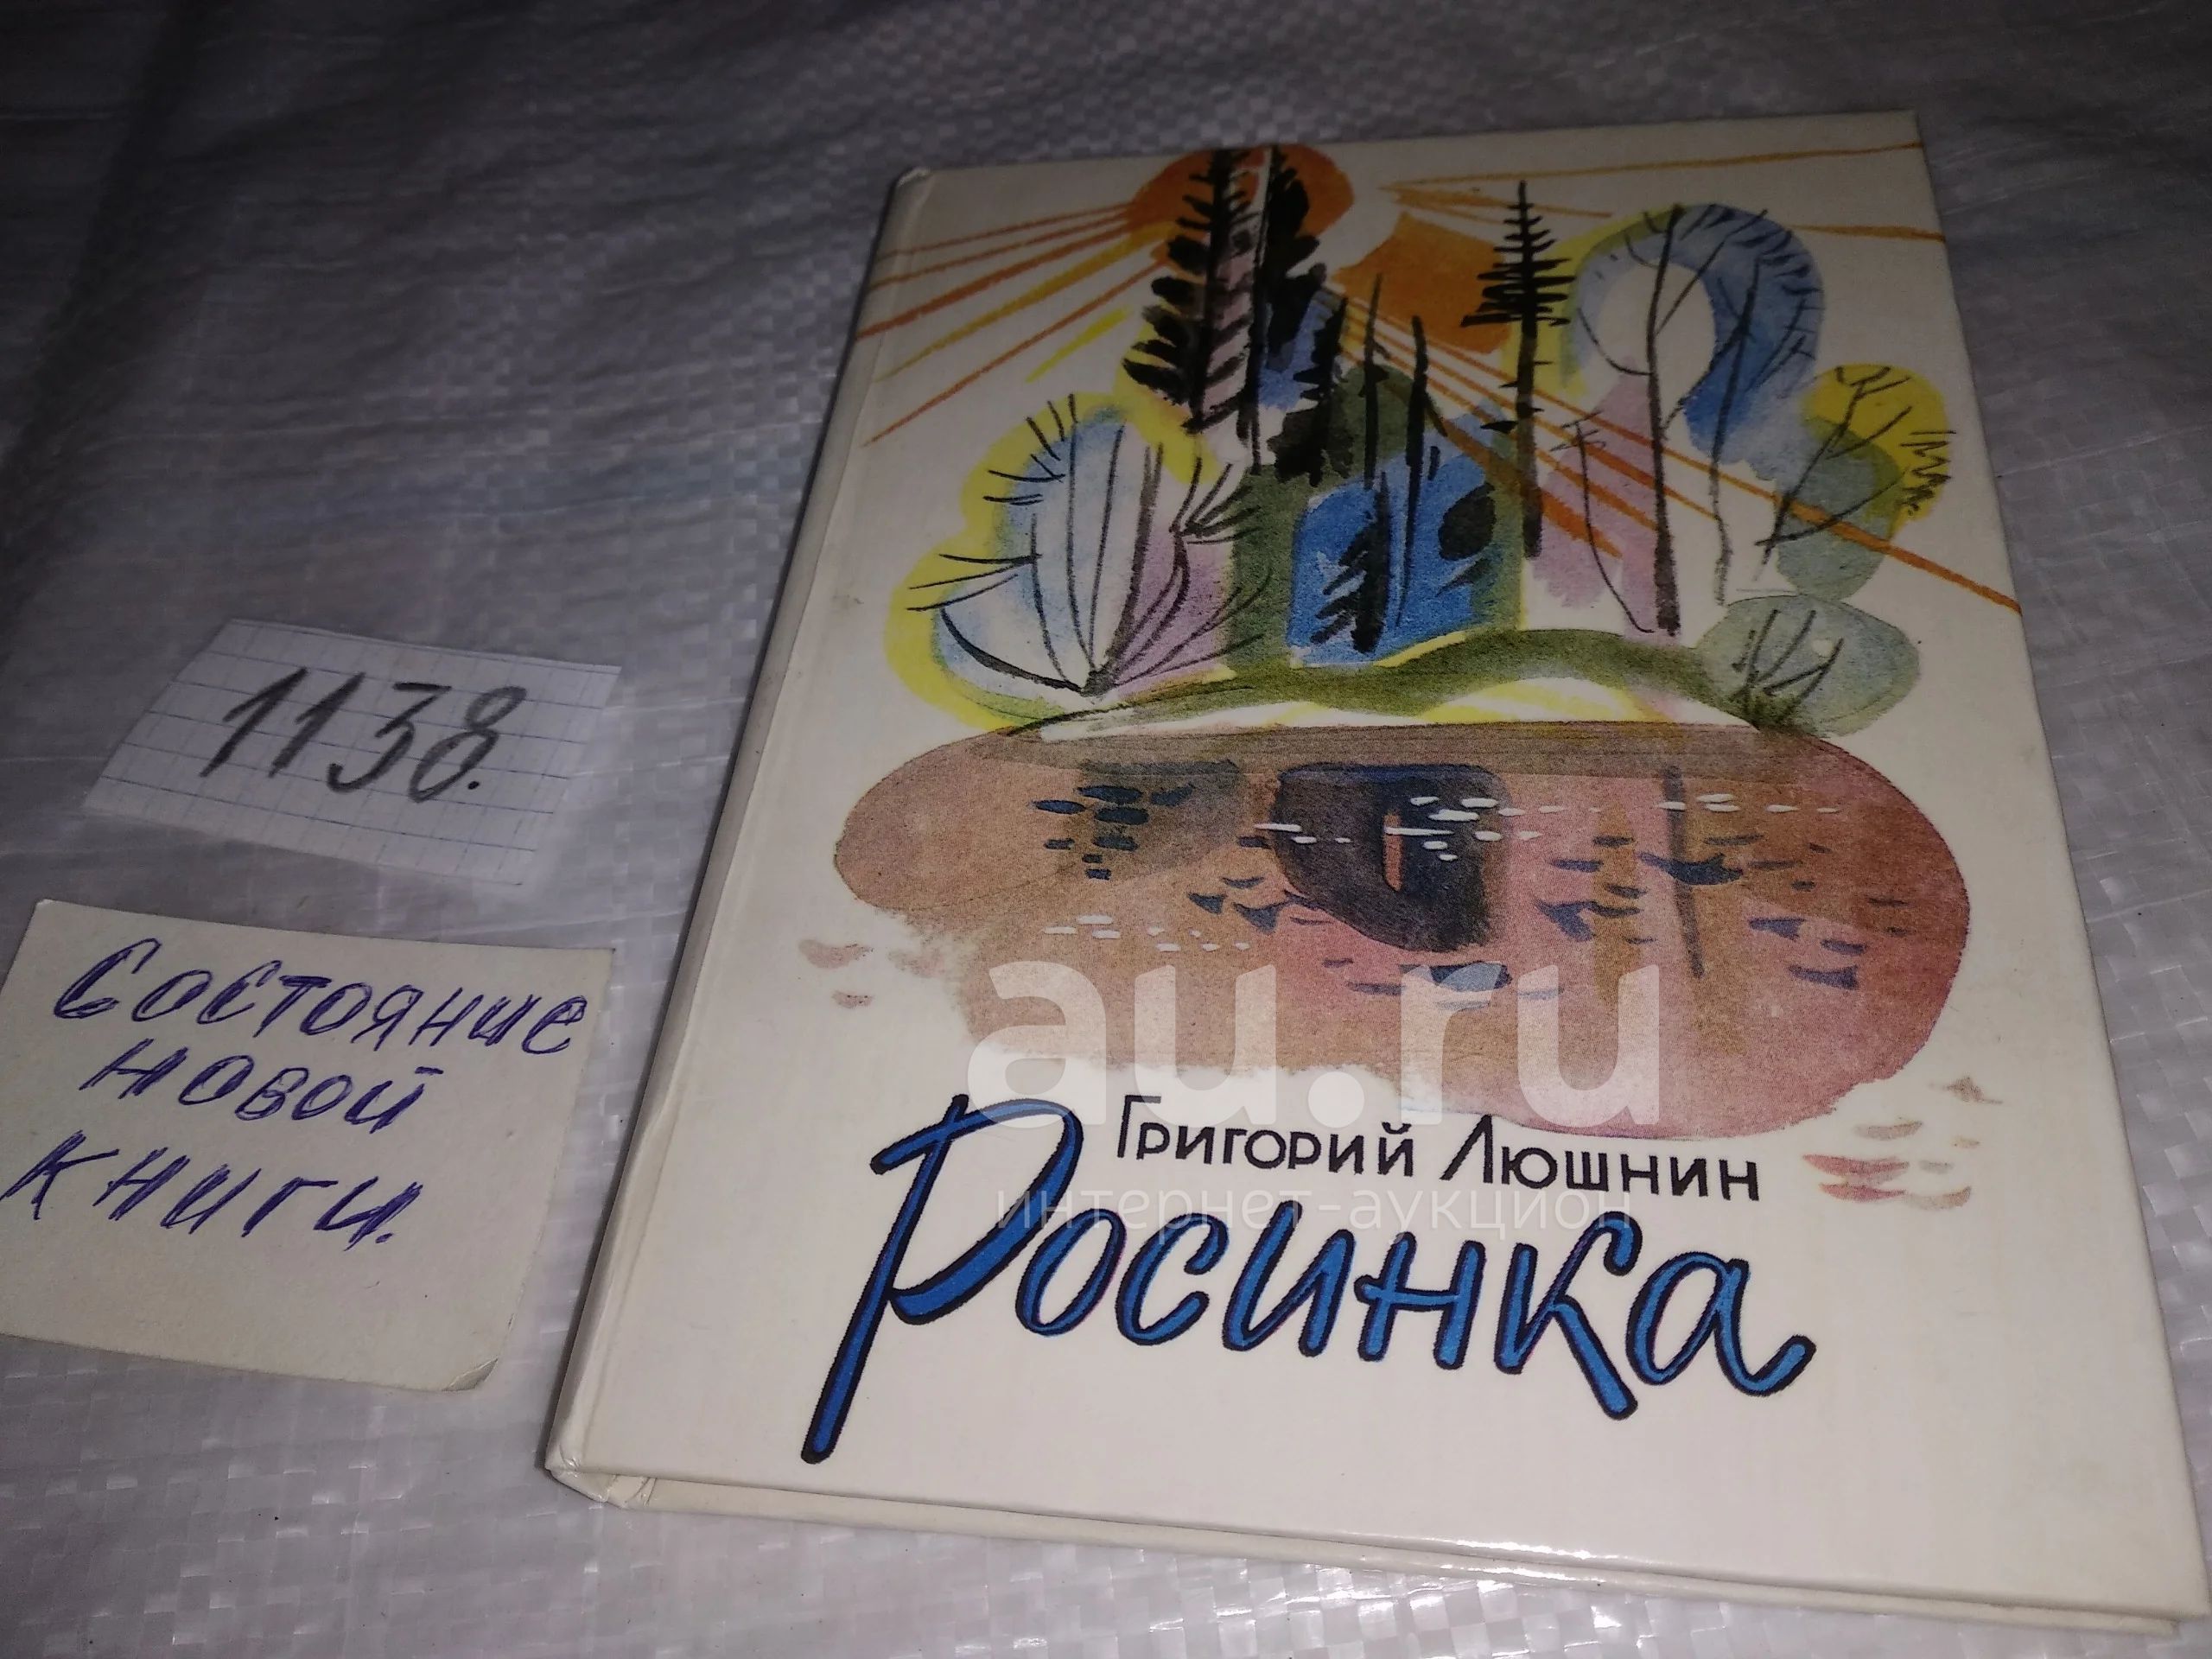 1138.
Состояние
новой
книги.
au.ru
Григорий Люшнин
интернет-аукцион
Росинка